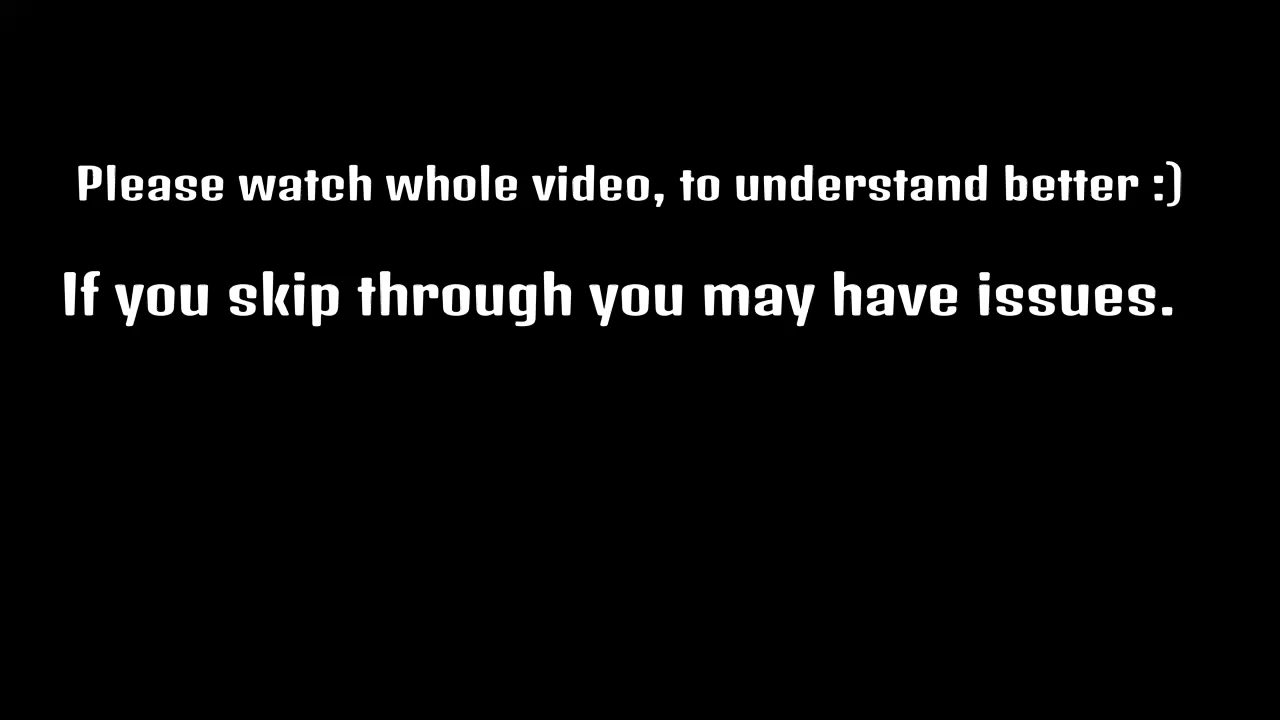 Please watch whole video, to understand better :)
If you skip through you may have issues.